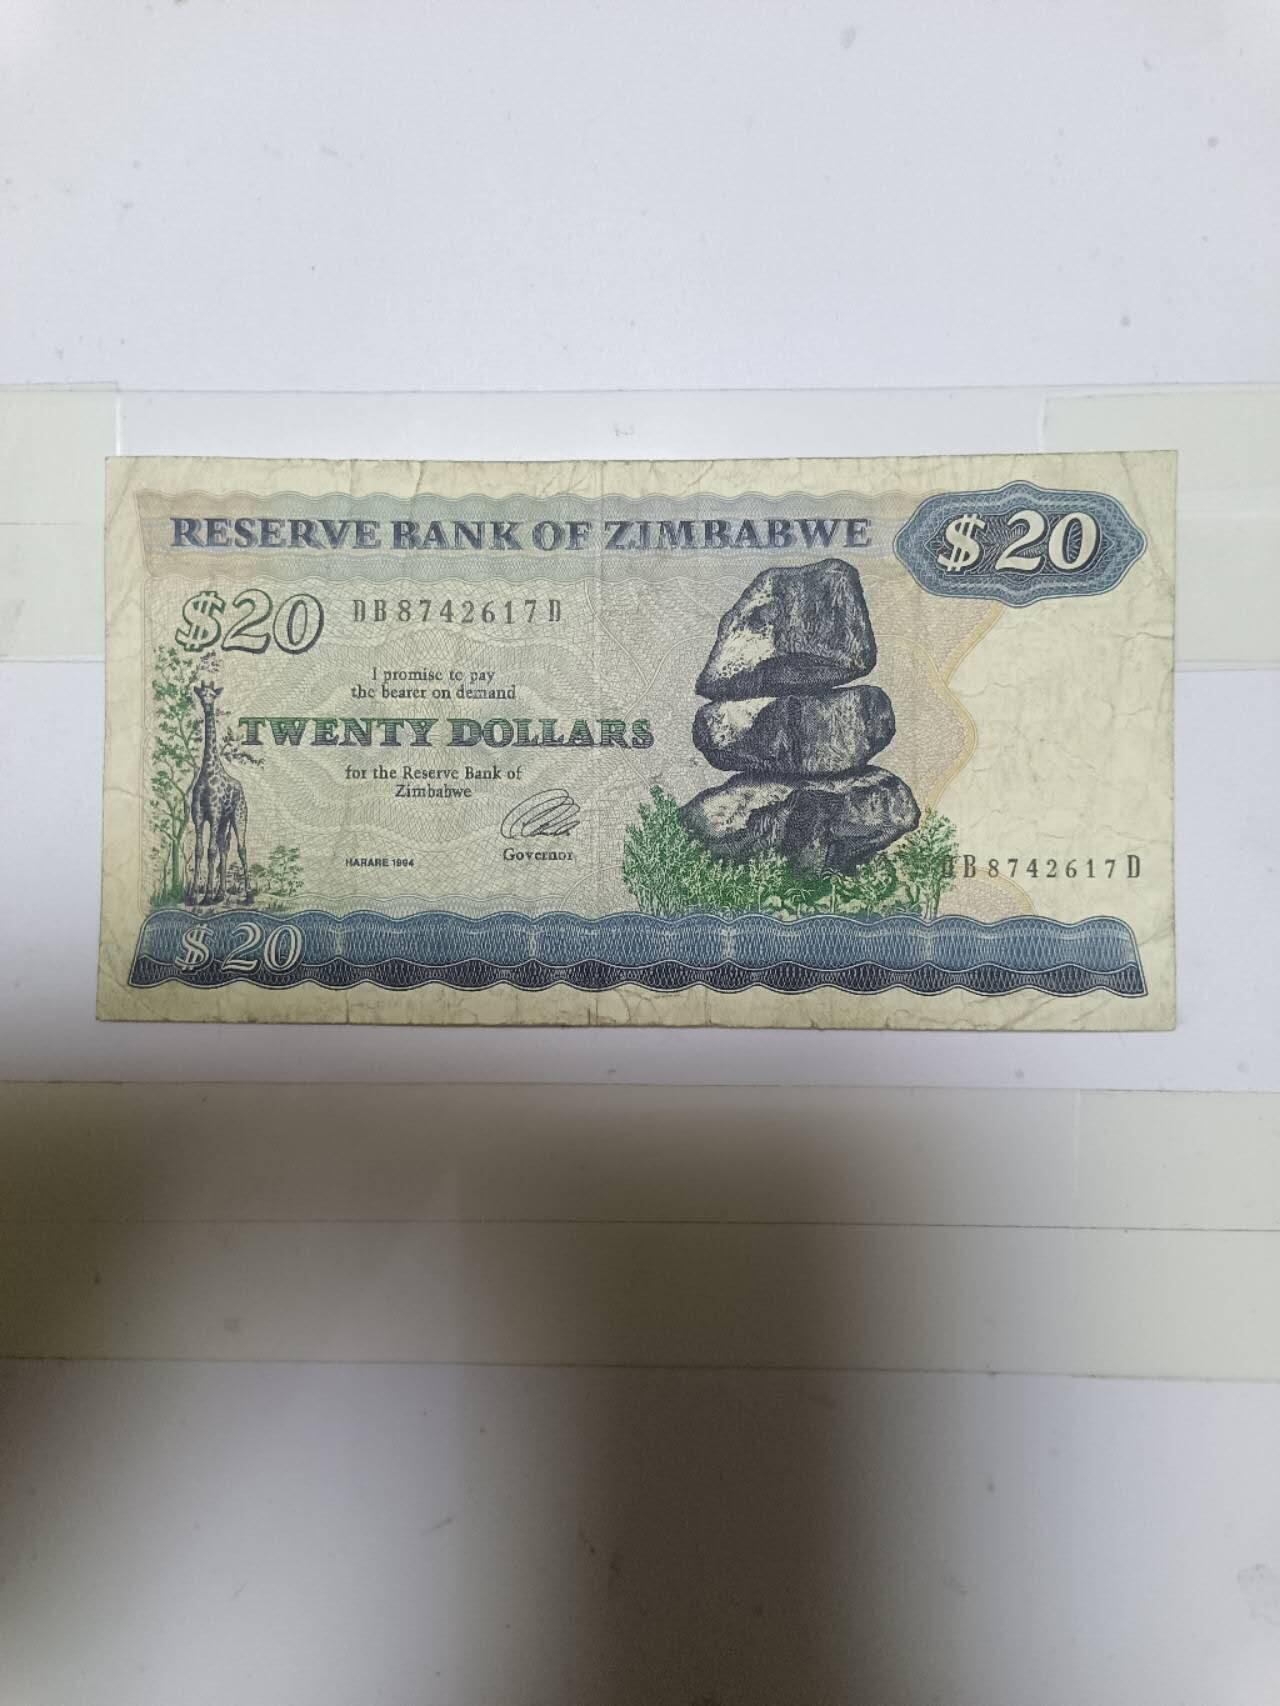 RESERVE BANK OF ZIMBABWE
$20
$20
DB8742617D
I promise to pay
the bearer on demand
TWENTY DOLLARS
for the Reserve Bank of
Zimbabwe
HARARE 1994
Governor
DB8742617D
$20